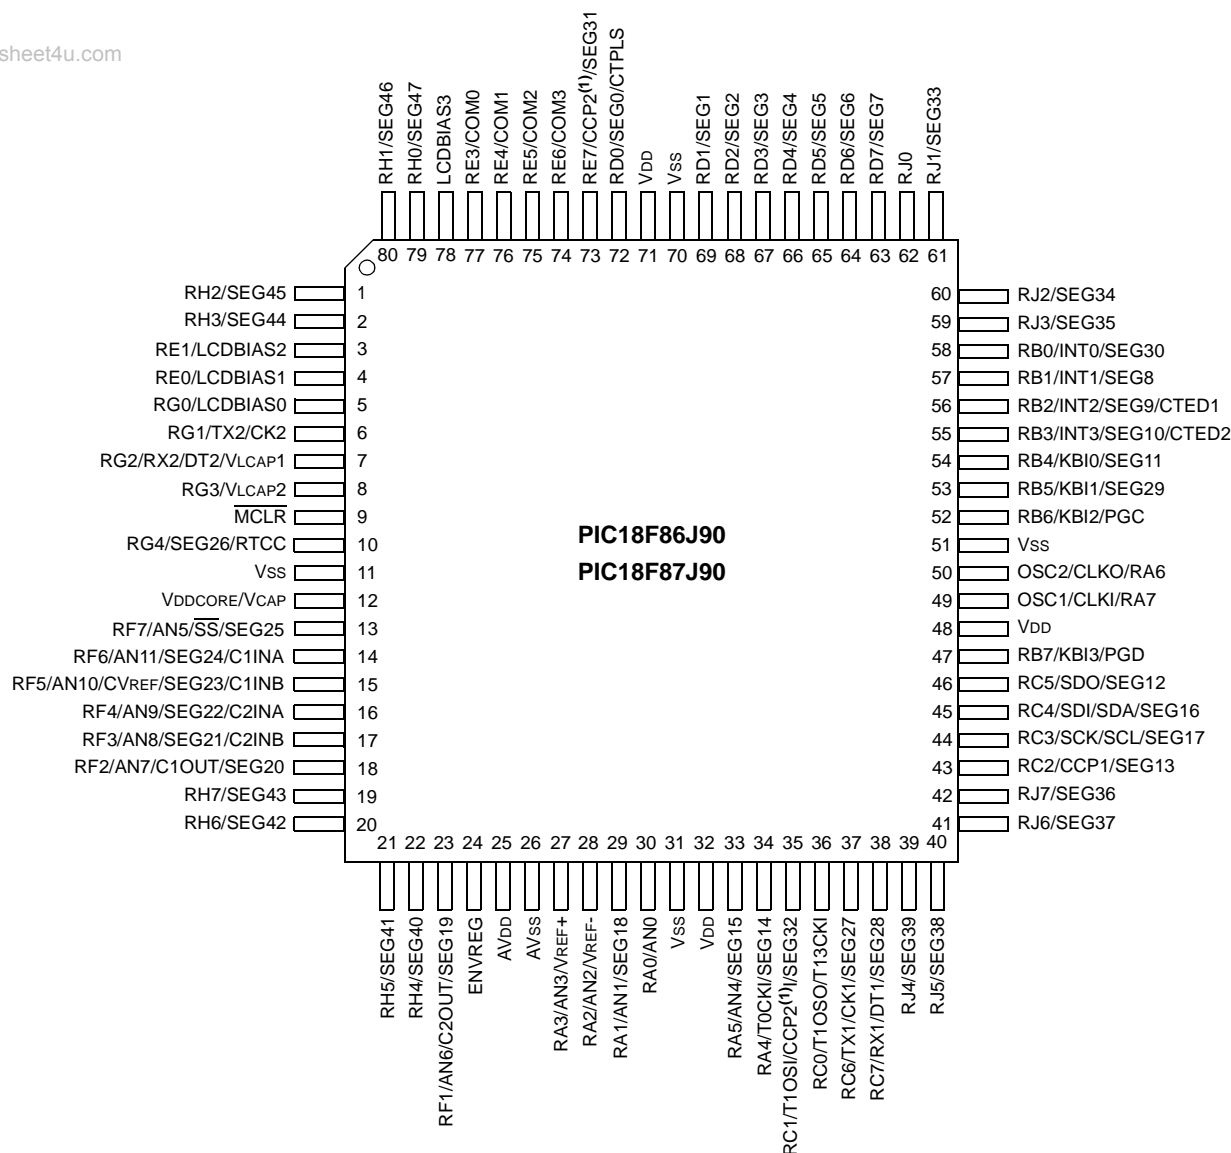 sheet4u.com
RH1/SEG46
RH0/SEG47
LCDBIAS3
RE3/COM0
RE4/COM1
RE5/COM2
RE6/COM3
RE7/CCP2(1)/SEG31
RD0/SEG0/CTPLS
VDD
VSS
RD1/SEG1
RD2/SEG2
RD3/SEG3
RD4/SEG4
RD5/SEG5
RD6/SEG6
RD7/SEG7
RJ0
RJ1/SEG33
80 79 78 77 76 75 74 73 72 71 70 69 68 67 66 65 64 63 62 61
RH2/SEG45 1
RH3/SEG44 2
RE1/LCDBIAS2 3
RE0/LCDBIAS1 4
RG0/LCDBIAS0 5
RG1/TX2/CK2 6
RG2/RX2/DT2/VLCAP1 7
RG3/VLCAP2 8
MCLR 9
RG4/SEG26/RTCC 10
VSS 11
VDDCORE/VCAP 12
RF7/AN5/SS/SEG25 13
RF6/AN11/SEG24/C1INA 14
RF5/AN10/CVREF/SEG23/C1INB 15
RF4/AN9/SEG22/C2INA 16
RF3/AN8/SEG21/C2INB 17
RF2/AN7/C1OUT/SEG20 18
RH7/SEG43 19
RH6/SEG42 20
PIC18F86J90
PIC18F87J90
60 RJ2/SEG34
59 RJ3/SEG35
58 RB0/INT0/SEG30
57 RB1/INT1/SEG8
56 RB2/INT2/SEG9/CTED1
55 RB3/INT3/SEG10/CTED2
54 RB4/KBI0/SEG11
53 RB5/KBI1/SEG29
52 RB6/KBI2/PGC
51 VSS
50 OSC2/CLKO/RA6
49 OSC1/CLKI/RA7
48 VDD
47 RB7/KBI3/PGD
46 RC5/SDO/SEG12
45 RC4/SDI/SDA/SEG16
44 RC3/SCK/SCL/SEG17
43 RC2/CCP1/SEG13
42 RJ7/SEG36
41 RJ6/SEG37
21 22 23 24 25 26 27 28 29 30 31 32 33 34 35 36 37 38 39 40
RH5/SEG41
RH4/SEG40
RF1/AN6/C2OUT/SEG19
ENVREG
AVDD
AVSS
RA3/AN3/VREF+
RA2/AN2/VREF-
RA1/AN1/SEG18
RA0/AN0
VSS
VDD
RA5/AN4/SEG15
RA4/T0CKI/SEG14
RC1/T1OSI/CCP2(1)I/SEG32
RC0/T1OSO/T13CKI
RC6/TX1/CK1/SEG27
RC7/RX1/DT1/SEG28
RJ4/SEG39
RJ5/SEG38